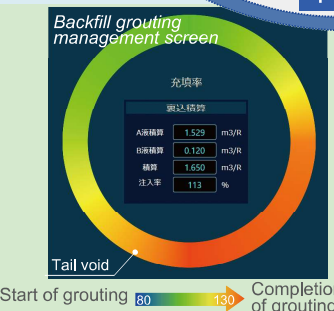 Backfill grouting
management screen
充填率
裏込積算
A液積算 1.529 m3/R
B液積算 0.120 m3/R
積算 1.650 m3/R
注入率 113 %
Tail void
Start of grouting 80 130 Completion
of grouting